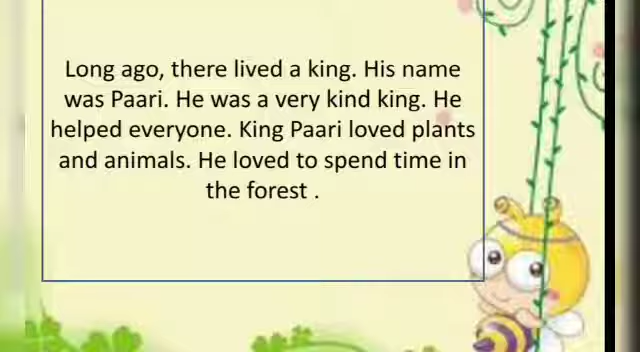 Long ago, there lived a king. His name
was Paari. He was a very kind king. He
helped everyone. King Paari loved plants
and animals. He loved to spend time in
the forest .